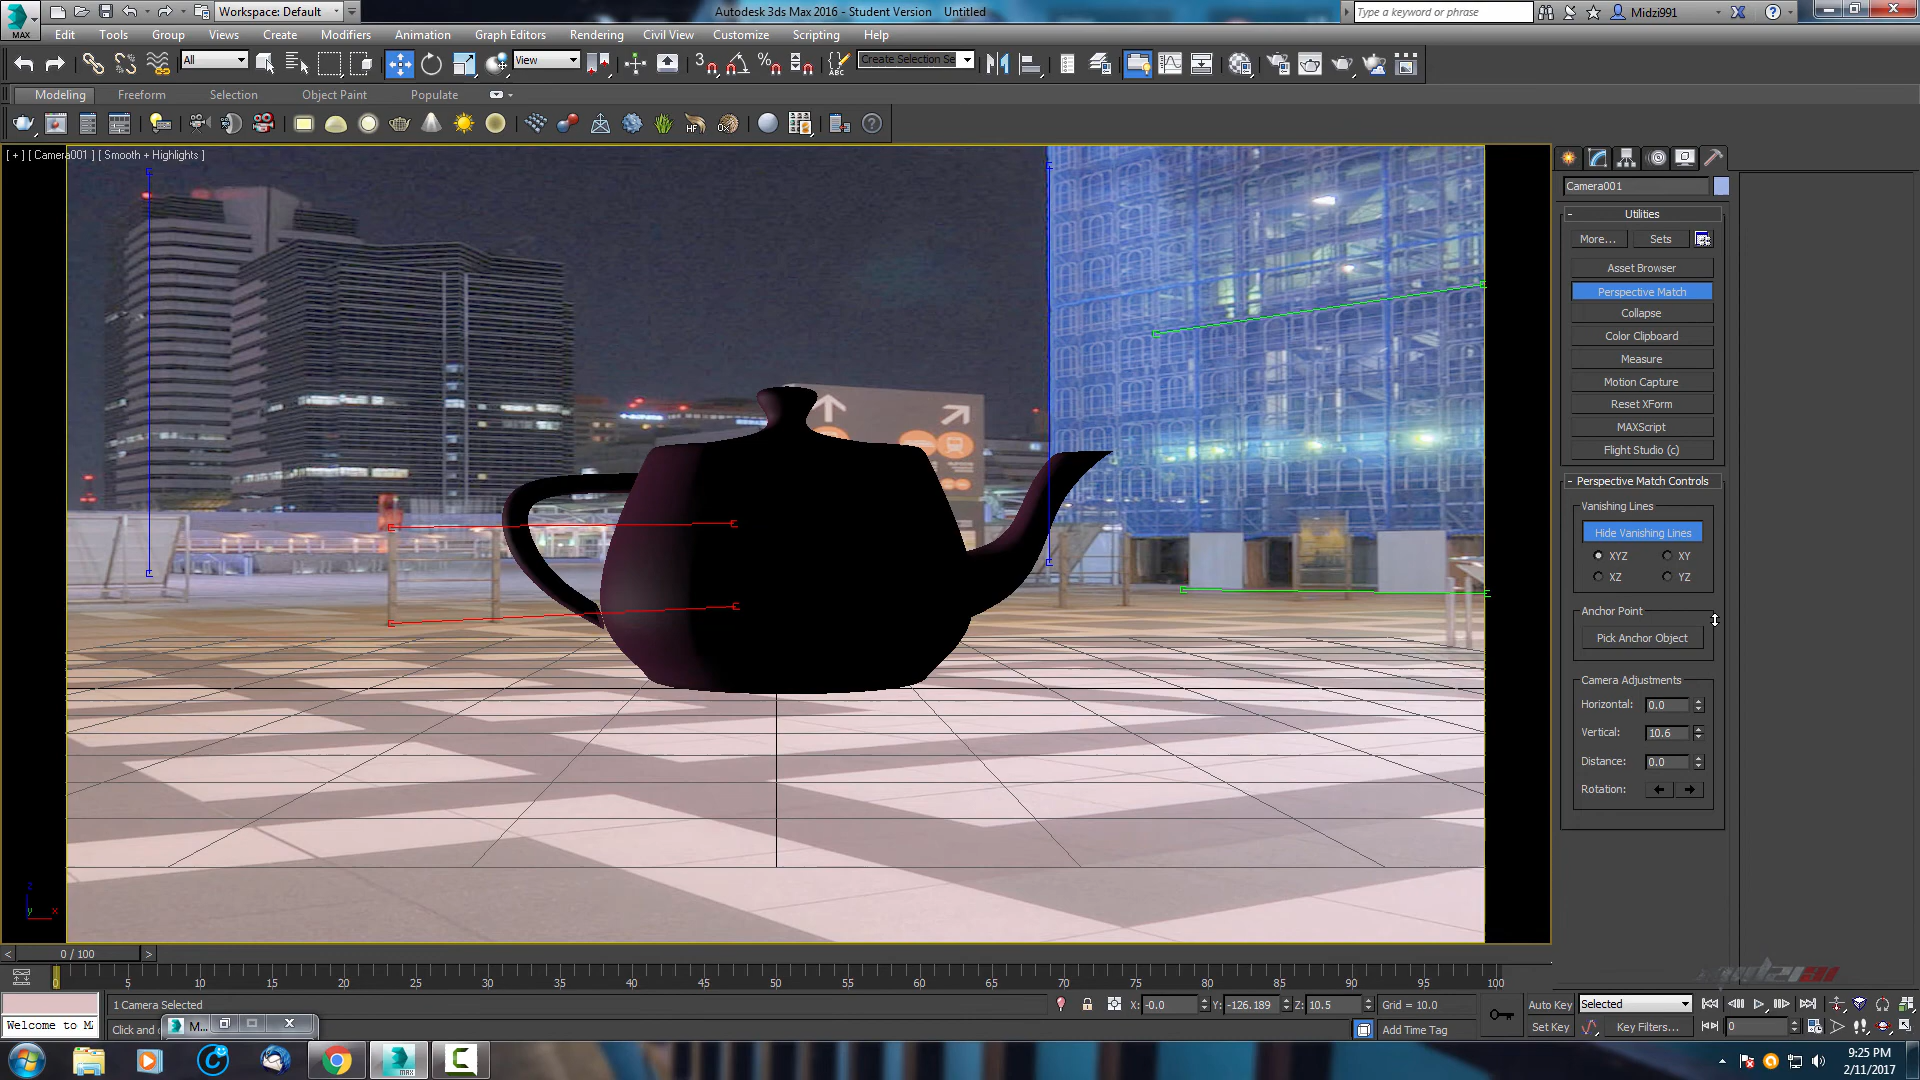 MAX
Workspace: Default
Autodesk 3ds Max 2016 - Student Version Untitled
Type a keyword or phrase
Midzi991
Edit Tools Group Views Create Modifiers Animation Graph Editors Rendering Civil View Customize Scripting Help
All
View
3
ABC
Create Selection Se
Modeling Freeform Selection Object Paint Populate
HF
[ + ] [ Camera001 ] [ Smooth + Highlights ]
Camera001
Utilities
More... Sets
Asset Browser
Perspective Match
Collapse
Color Clipboard
Measure
Motion Capture
Reset XForm
MAXScript
Flight Studio (c)
Perspective Match Controls
Vanishing Lines
Hide Vanishing Lines
XYZ XY
XZ YZ
Anchor Point
Pick Anchor Object
Camera Adjustments
Horizontal: 0.0
Vertical: 10.6
Distance: 0.0
Rotation:
z
y x
< 0 / 100 >
0 5 10 15 20 25 30 35 40 45 50 55 60 65 70 75 80 85 90 95 100
1 Camera Selected
X: -0.0 Y: -126.189 Z: 10.5 Grid = 10.0
Auto Key Selected
Welcome to M
Click and
M...
Add Time Tag
Set Key Key Filters... 0
MAX
9:25 PM
2/11/2017